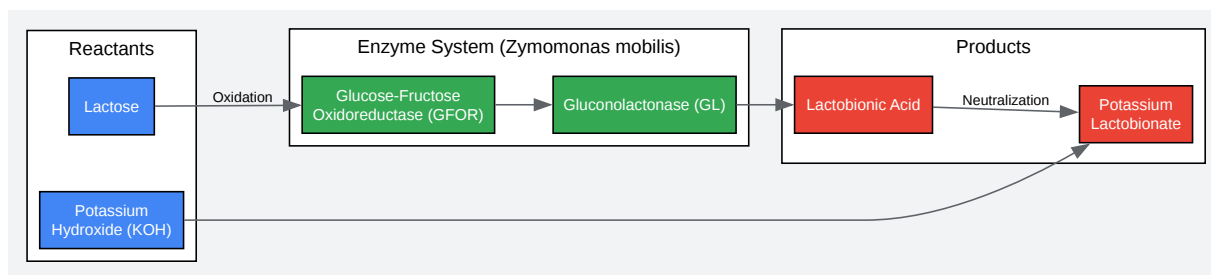 Reactants
Enzyme System (Zymomonas mobilis)
Products
Lactose
Oxidation
Glucose-Fructose
Oxidoreductase (GFOR)
Gluconolactonase (GL)
Lactobionic Acid
Neutralization
Potassium
Lactobionate
Potassium
Hydroxide (KOH)